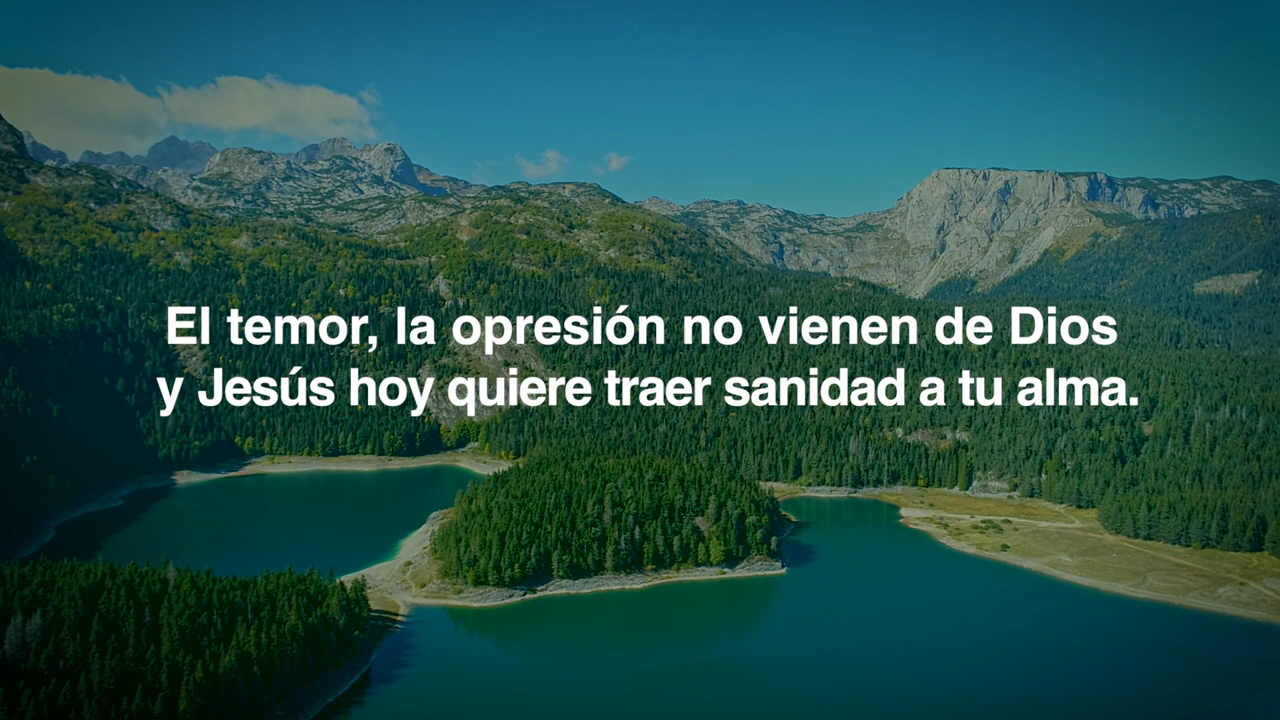 El temor, la opresión no vienen de Dios
y Jesús hoy quiere traer sanidad a tu alma.